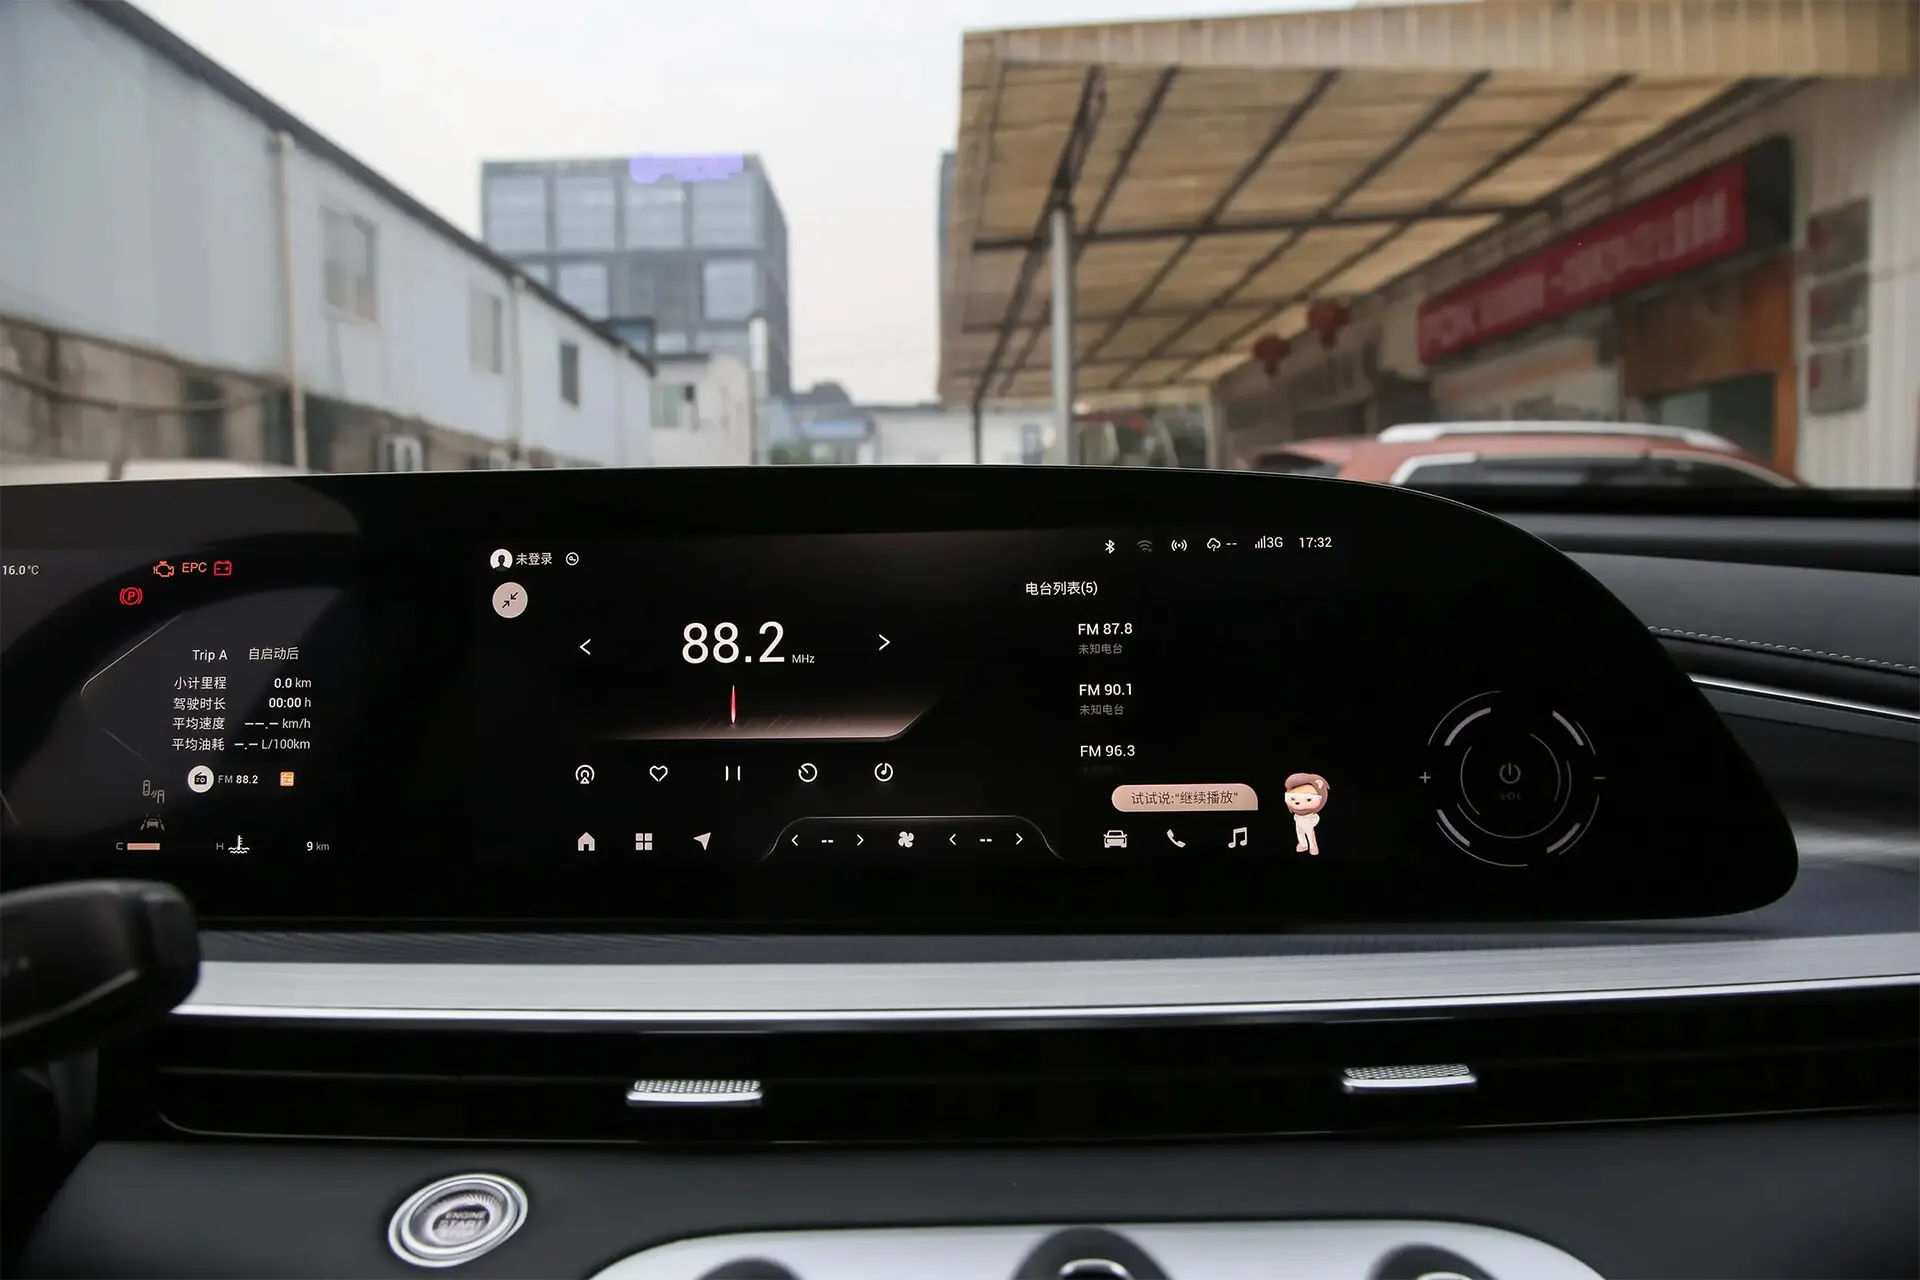 16.0°C
EPC
P
Trip A 自启动后
小计里程 0.0 km
驾驶时长 00:00 h
平均速度 --.- km/h
平均油耗 -.- L/100km
FM 88.2
C H 9 km
未登录
3G 17:32
88.2 MHz
电台列表(5)
FM 87.8
未知电台
FM 90.1
未知电台
FM 96.3
试试说:“继续播放”
< -- > < -- >
+ -
VOL
ENGINE
START
STOP